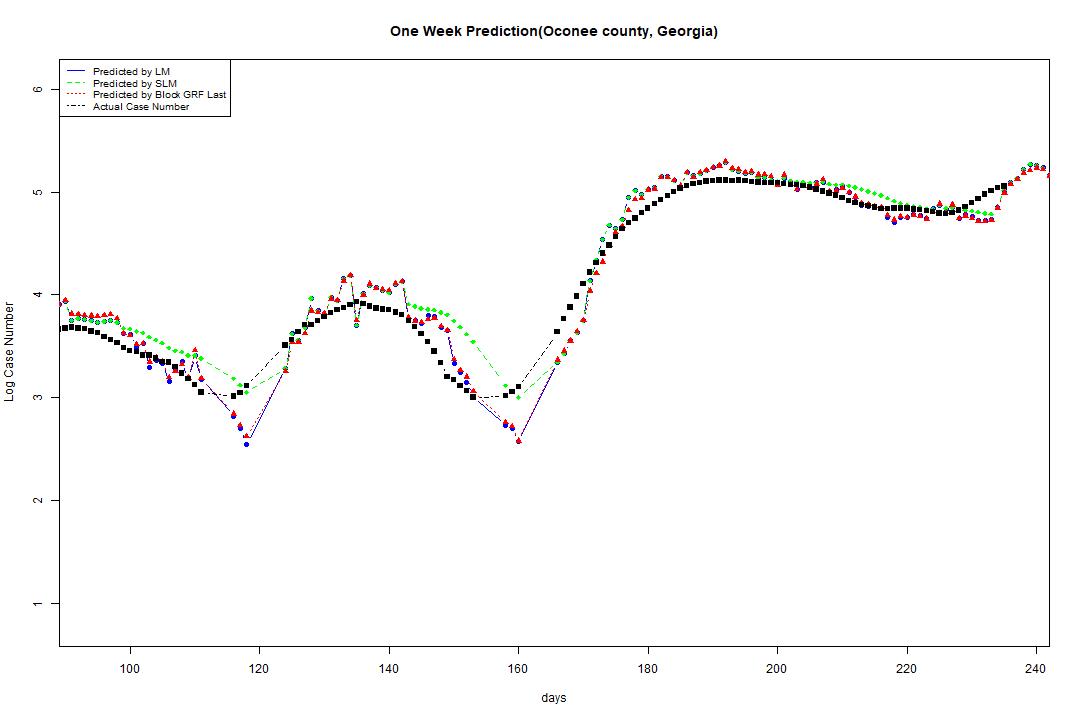 One Week Prediction(Oconee county, Georgia)
Predicted by LM
Predicted by SLM
Predicted by Block GRF Last
Actual Case Number
Log Case Number
6
5
4
3
2
1
100 120 140 160 180 200 220 240
days